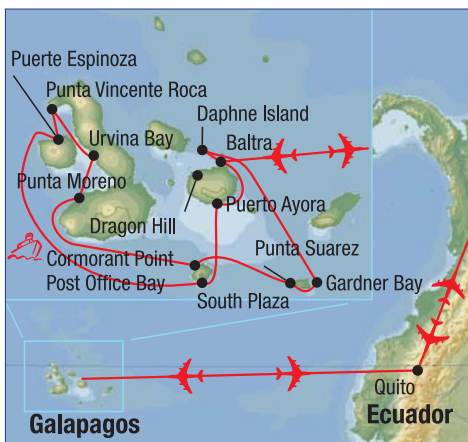 Puerte Espinoza
Punta Vincente Roca
Daphne Island
Urvina Bay
Baltra
Punta Moreno
Dragon Hill
Puerto Ayora
Cormorant Point
Punta Suarez
Post Office Bay
Gardner Bay
South Plaza
Quito
Galapagos
Ecuador